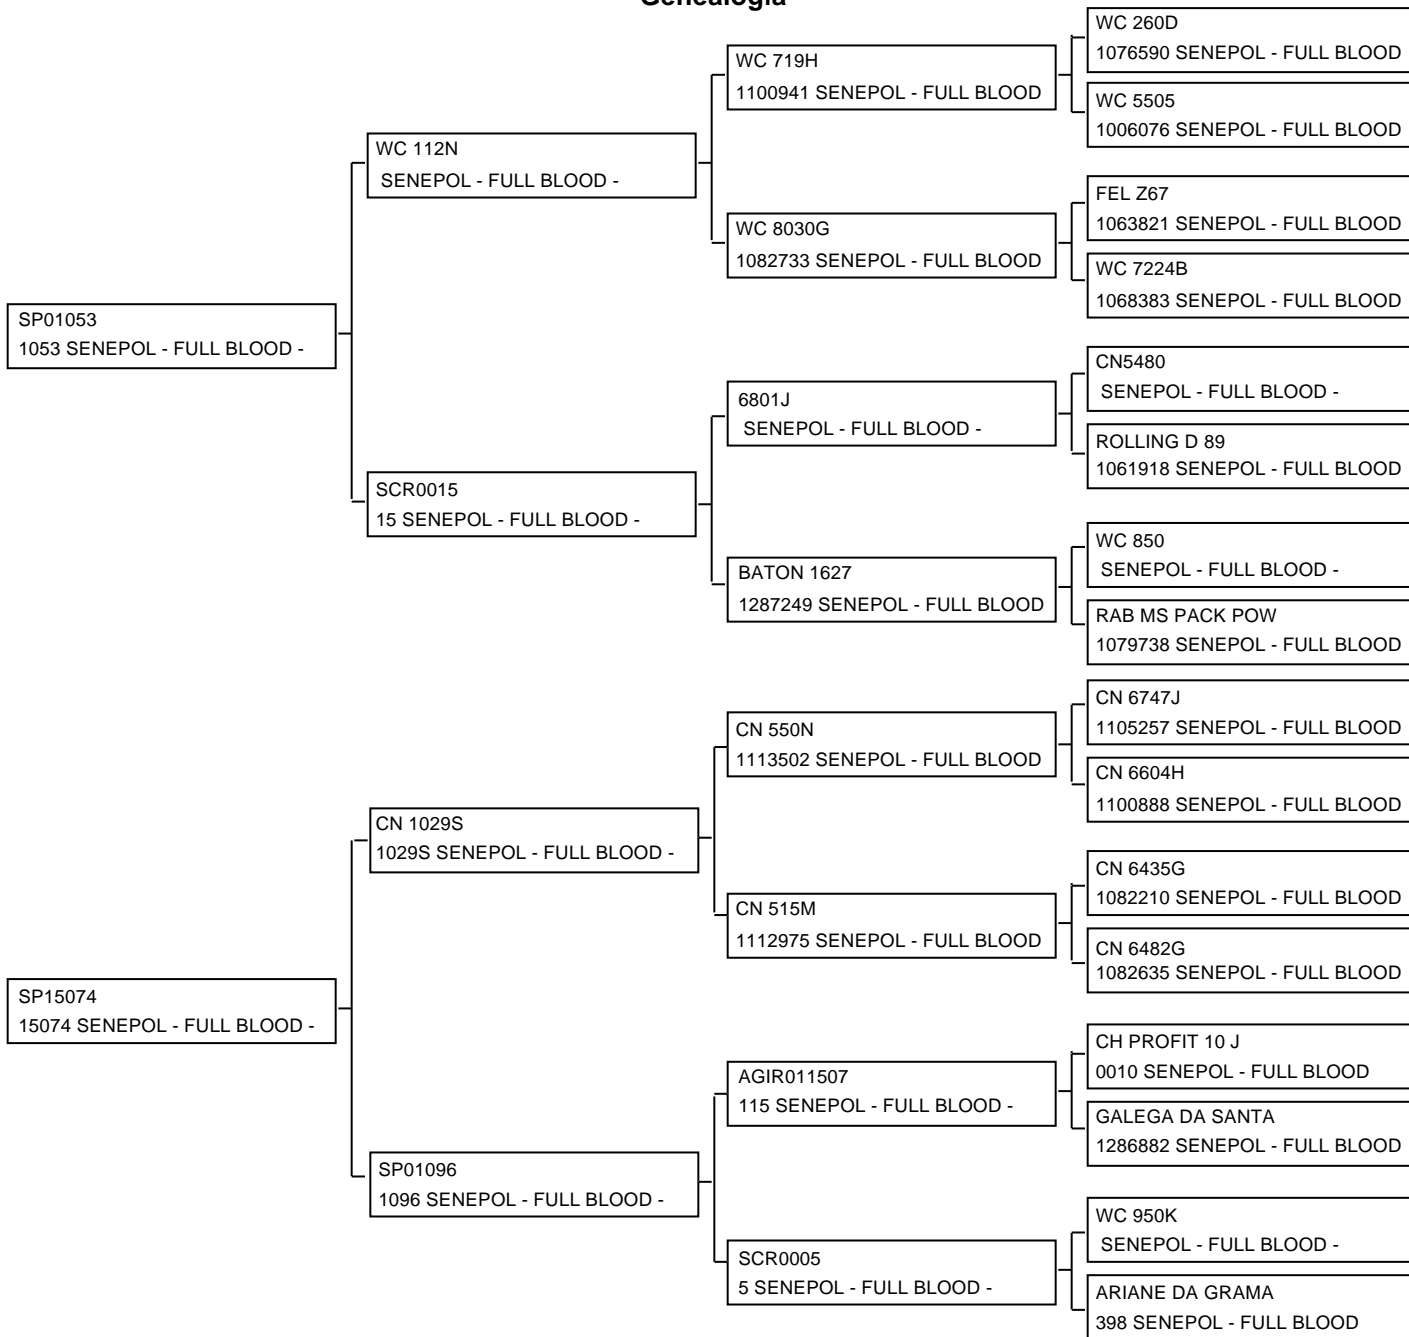 Genealogia
SP01053
1053 SENEPOL - FULL BLOOD -
WC 112N
SENEPOL - FULL BLOOD -
WC 719H
1100941 SENEPOL - FULL BLOOD
WC 260D
1076590 SENEPOL - FULL BLOOD
WC 5505
1006076 SENEPOL - FULL BLOOD
WC 8030G
1082733 SENEPOL - FULL BLOOD
FEL Z67
1063821 SENEPOL - FULL BLOOD
WC 7224B
1068383 SENEPOL - FULL BLOOD
SCR0015
15 SENEPOL - FULL BLOOD -
6801J
SENEPOL - FULL BLOOD -
CN5480
SENEPOL - FULL BLOOD -
ROLLING D 89
1061918 SENEPOL - FULL BLOOD
BATON 1627
1287249 SENEPOL - FULL BLOOD
WC 850
SENEPOL - FULL BLOOD -
RAB MS PACK POW
1079738 SENEPOL - FULL BLOOD
SP15074
15074 SENEPOL - FULL BLOOD -
CN 1029S
1029S SENEPOL - FULL BLOOD -
CN 550N
1113502 SENEPOL - FULL BLOOD
CN 6747J
1105257 SENEPOL - FULL BLOOD
CN 6604H
1100888 SENEPOL - FULL BLOOD
CN 515M
1112975 SENEPOL - FULL BLOOD
CN 6435G
1082210 SENEPOL - FULL BLOOD
CN 6482G
1082635 SENEPOL - FULL BLOOD
SP01096
1096 SENEPOL - FULL BLOOD -
AGIR011507
115 SENEPOL - FULL BLOOD -
CH PROFIT 10 J
0010 SENEPOL - FULL BLOOD
GALEGA DA SANTA
1286882 SENEPOL - FULL BLOOD
SCR0005
5 SENEPOL - FULL BLOOD -
WC 950K
SENEPOL - FULL BLOOD -
ARIANE DA GRAMA
398 SENEPOL - FULL BLOOD